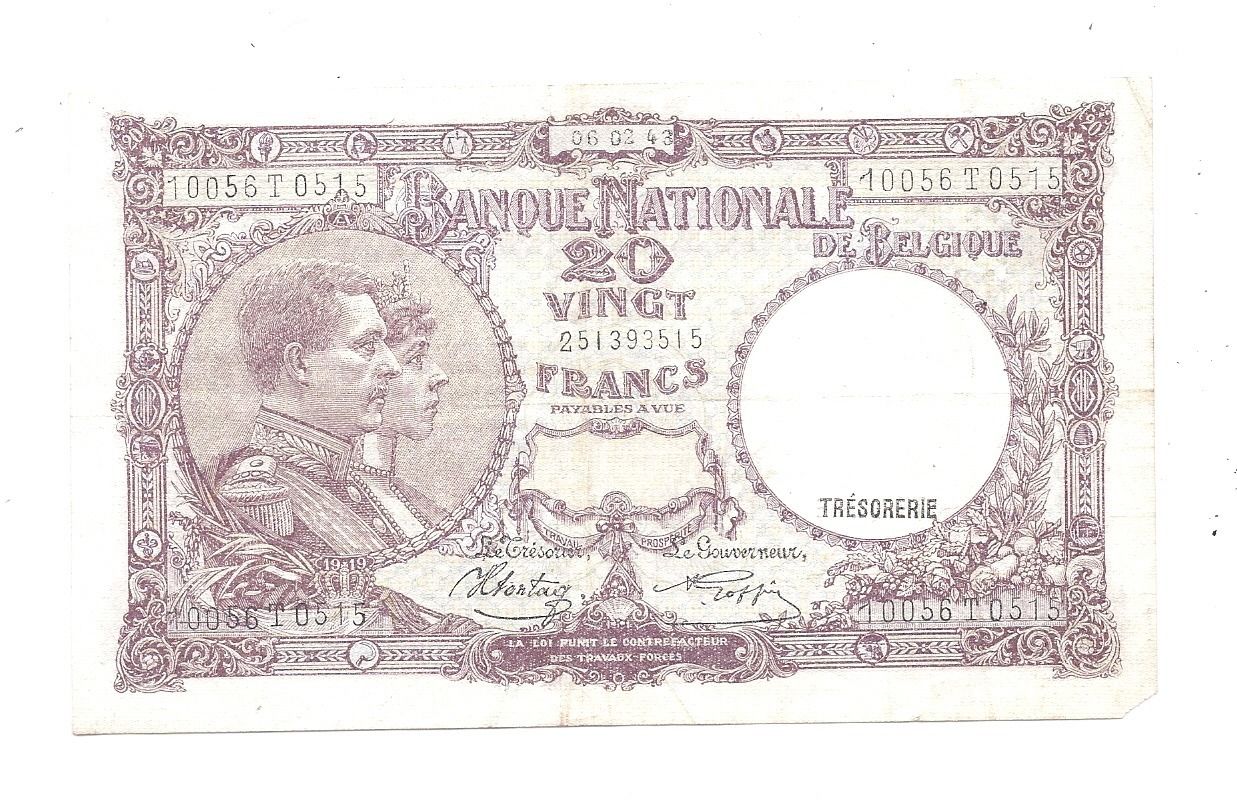 06 02 43
10056 T 0515
10056 T 0515
BANQUE NATIONALE
DE BELGIQUE
20
VINGT
251393515
FRANCS
PAYABLES A VUE
TRÉSORERIE
TRAVAIL PROSP
Le Trésorier,
Le Gouverneur,
1919
10056 T 0515
10056 T 0515
LA LOI PUNIT LE CONTREFACTEUR
DES TRAVAUX FORCÉS